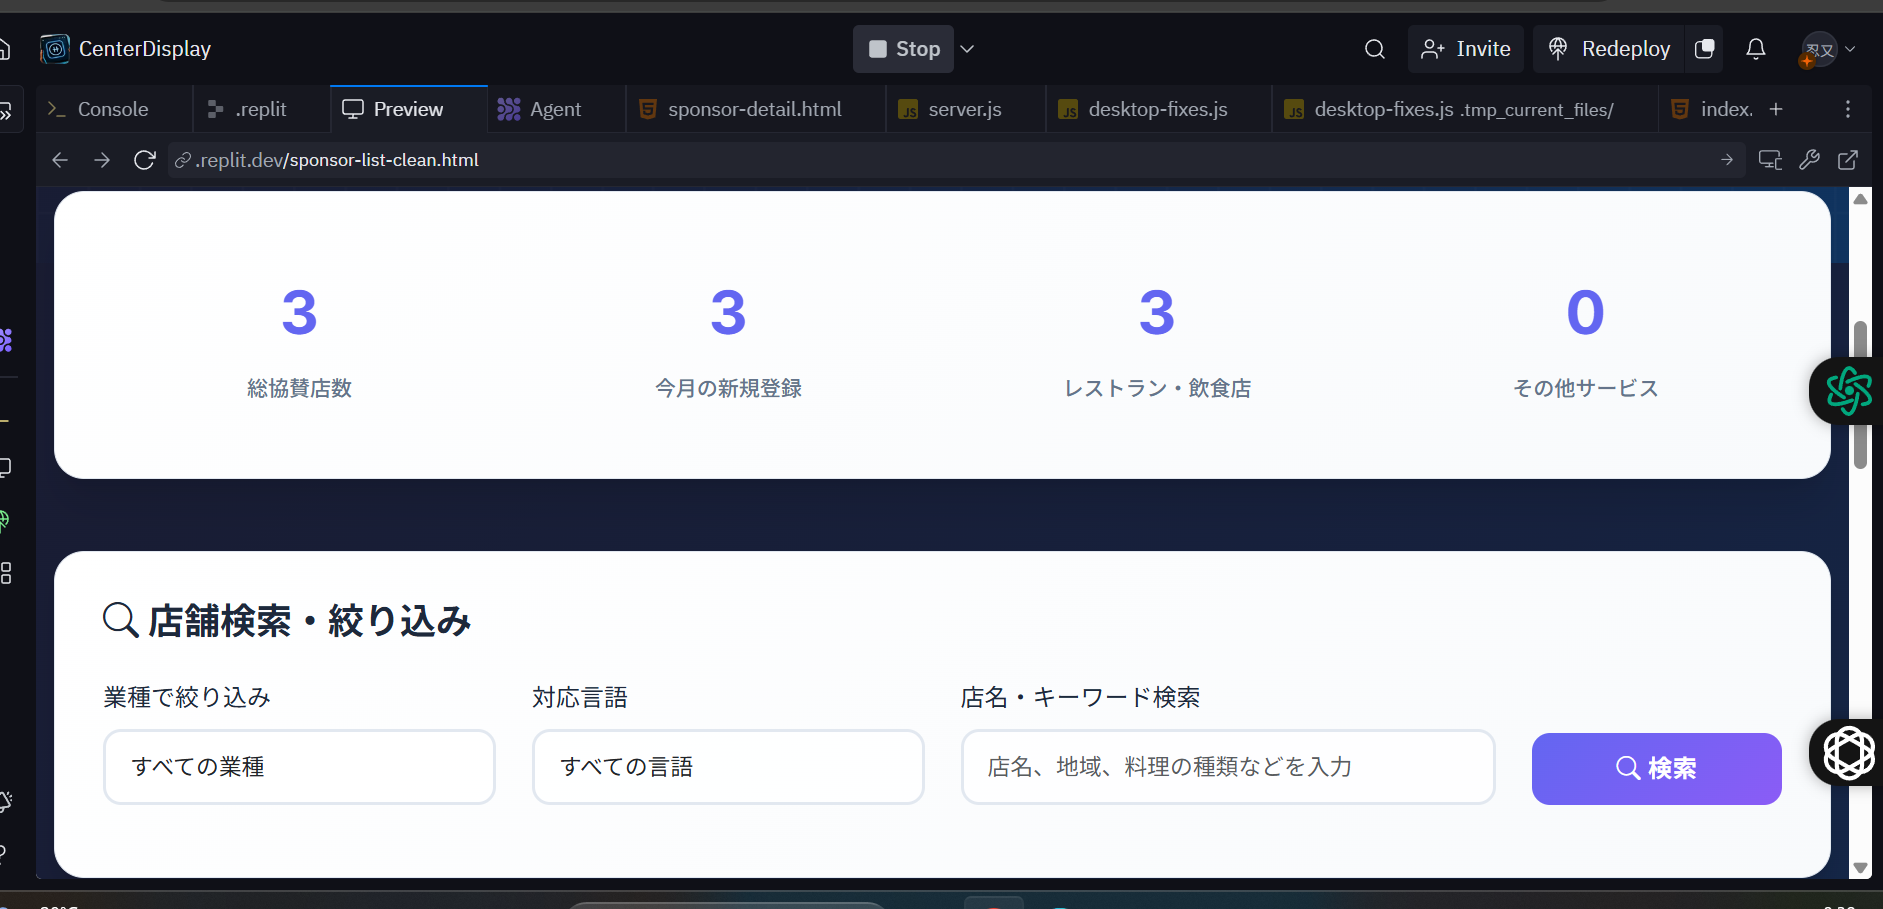 CenterDisplay
Stop
Invite
Redeploy
忍又
Console
.replit
Preview
Agent
sponsor-detail.html
server.js
desktop-fixes.js
desktop-fixes.js .tmp_current_files/
index.
.replit.dev/sponsor-list-clean.html
3
総協賛店数
3
今月の新規登録
3
レストラン・飲食店
0
その他サービス
店舗検索・絞り込み
業種で絞り込み
対応言語
店名・キーワード検索
すべての業種
すべての言語
店名、地域、料理の種類などを入力
検索